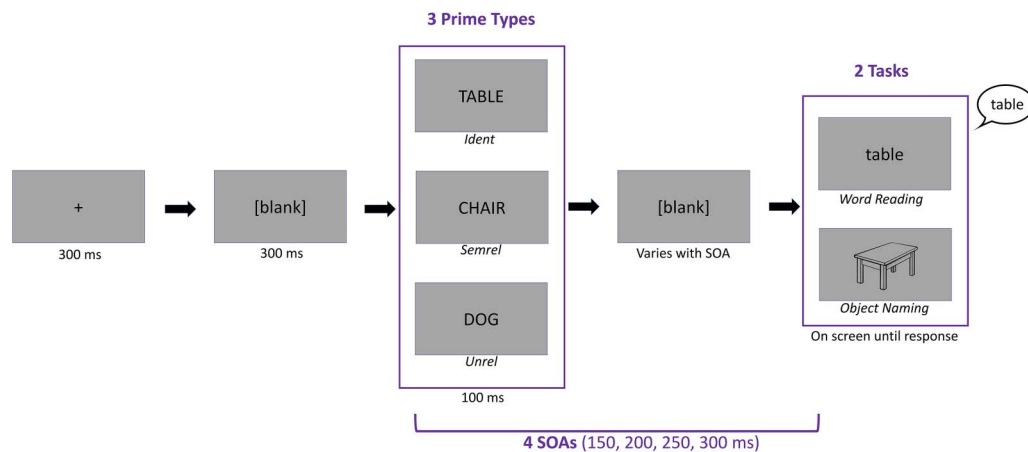 3 Prime Types
2 Tasks
table
TABLE
Ident
table
Word Reading
+
300 ms
[blank]
300 ms
CHAIR
Semrel
[blank]
Varies with SOA
Object Naming
On screen until response
DOG
Unrel
100 ms
4 SOAs (150, 200, 250, 300 ms)